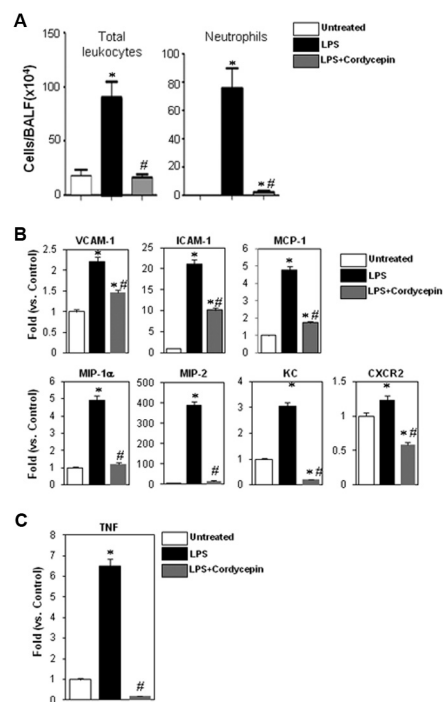 A
Total
leukocytes
Neutrophils
Untreated
LPS
LPS+Cordycepin
Cells/BALF(x10⁴)
150
100
50
0
*
#
100
80
60
40
20
0
*
*#
B
VCAM-1
ICAM-1
MCP-1
Untreated
LPS
LPS+Cordycepin
Fold (vs. Control)
2.5
2
1.5
1
0.5
0
*
*#
25
20
15
10
5
0
*
*#
6
5
4
3
2
1
0
*
*#
MIP-1α
MIP-2
KC
CXCR2
Fold (vs. Control)
6
5
4
3
2
1
0
*
#
500
400
300
200
100
0
*
#
4
3
2
1
0
*
*#
1.5
1
0.5
0
*
*#
C
TNF
Untreated
LPS
LPS+Cordycepin
Fold (vs. Control)
8
7
6
5
4
3
2
1
0
*
#